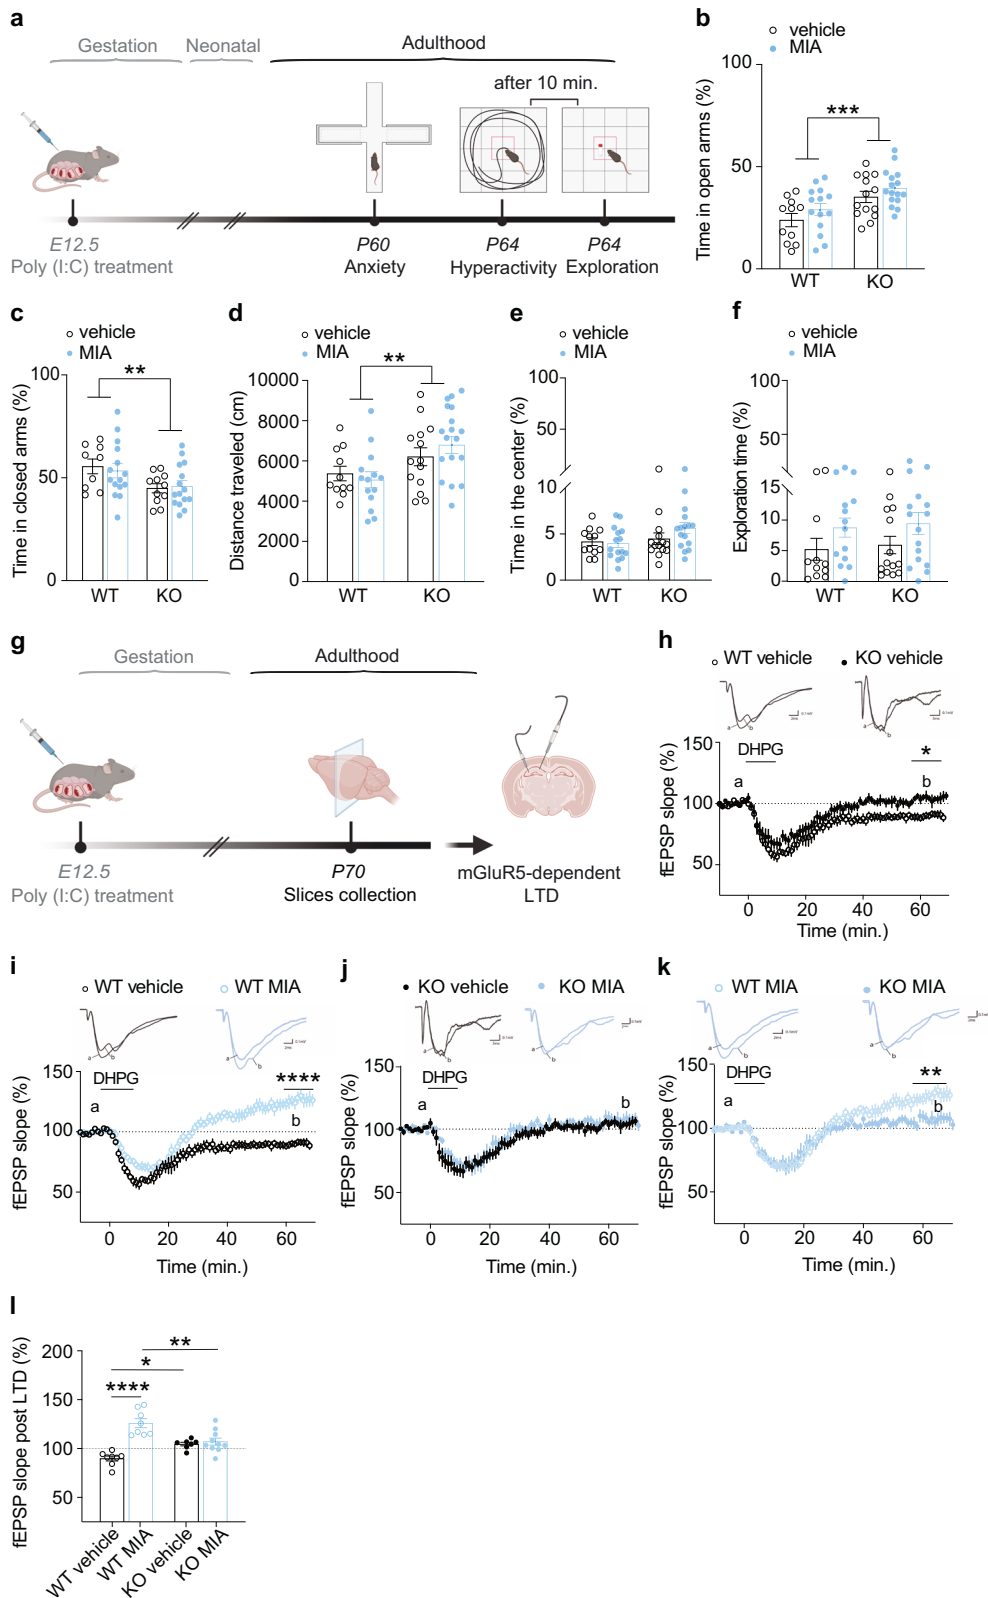 a
Gestation Neonatal Adulthood
after 10 min.
E12.5 P60 P64 P64
Poly (I:C) treatment Anxiety Hyperactivity Exploration
b
vehicle
MIA
Time in open arms (%)
100
50
0
***
WT KO
c
vehicle
MIA
Time in closed arms (%)
100
50
0
**
WT KO
d
vehicle
MIA
Distance traveled (cm)
10000
8000
6000
4000
2000
0
**
WT KO
e
vehicle
MIA
Time in the center (%)
100
50
10
5
0
WT KO
f
vehicle
MIA
Exploration time (%)
100
50
15
10
5
0
WT KO
g
Gestation Adulthood
E12.5 P70 mGluR5-dependent
Poly (I:C) treatment Slices collection LTD
h
WT vehicle KO vehicle
a b a b
0.1mV
2ms
0.1mV
fEPSP slope (%)
150
100
50
DHPG
*
a b
0 20 40 60
Time (min.)
i
WT vehicle WT MIA
a b a b
0.1mV
2ms
fEPSP slope (%)
150
100
50
DHPG
****
a b
0 20 40 60
Time (min.)
j
KO vehicle KO MIA
a b a b
fEPSP slope (%)
150
100
50
DHPG
a b
0 20 40 60
Time (min.)
k
WT MIA KO MIA
a b a b
fEPSP slope (%)
150
100
50
DHPG
**
a b
0 20 40 60
Time (min.)
l
fEPSP slope post LTD (%)
200
150
100
50
**
*
****
WT vehicle
WT MIA
KO vehicle
KO MIA